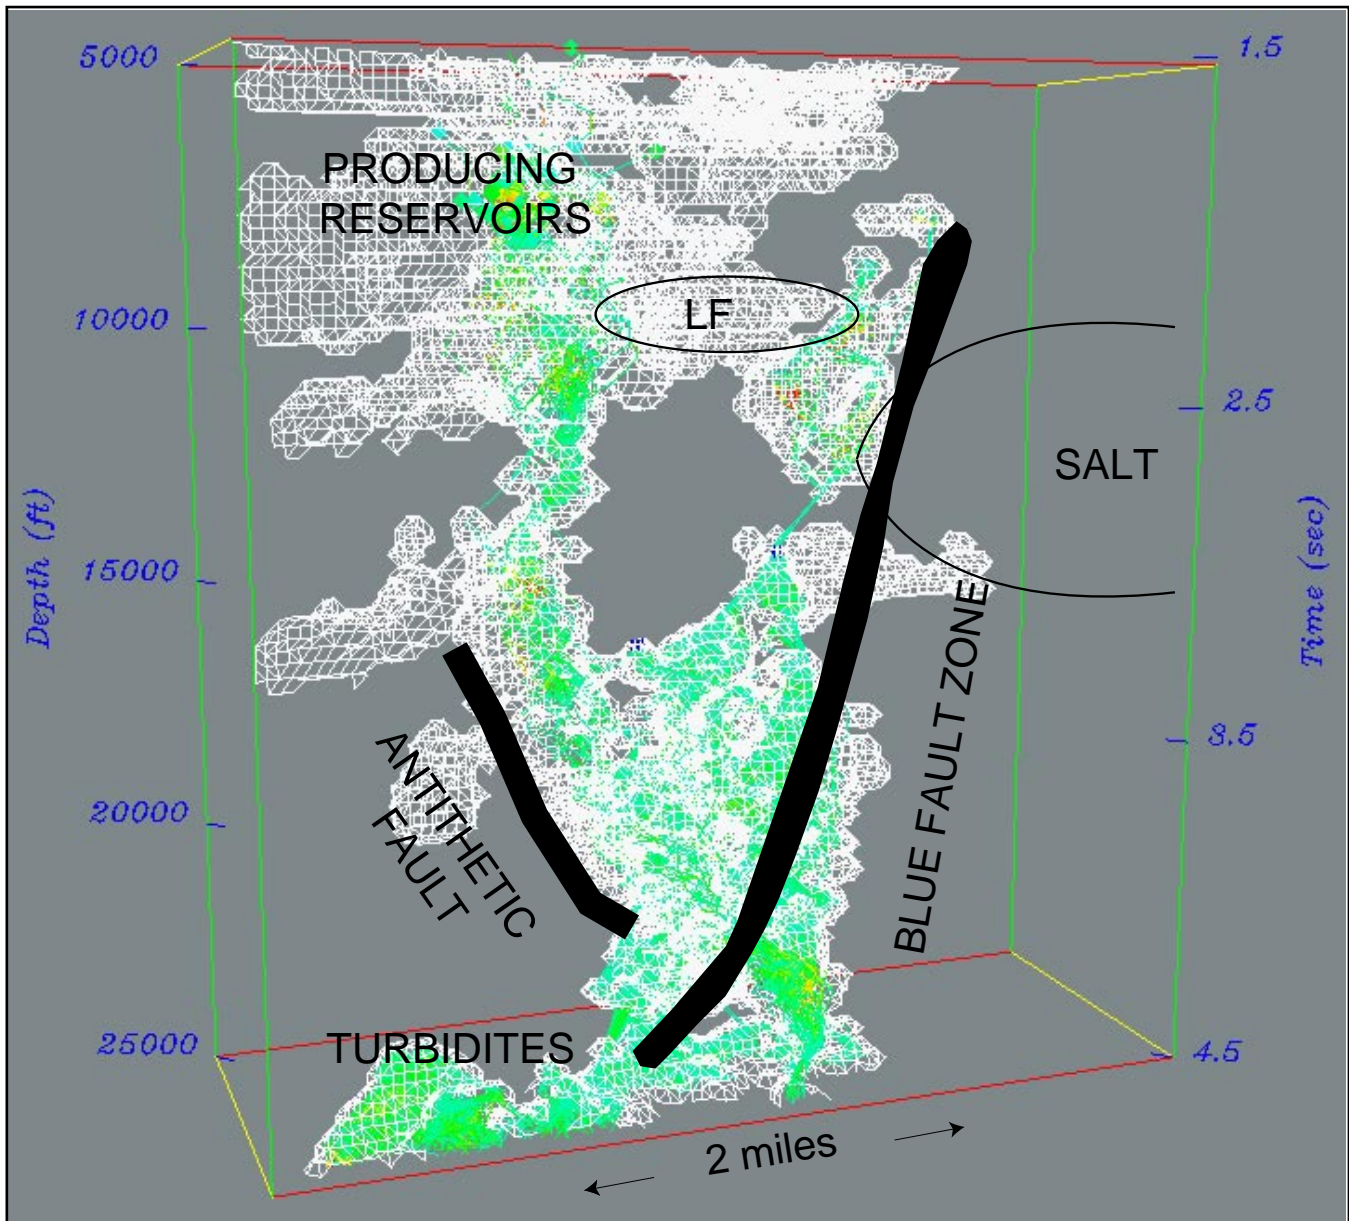 5000
1.5
PRODUCING
RESERVOIRS
10000
LF
2.5
SALT
Depth (ft)
15000
Time (sec)
BLUE FAULT ZONE
3.5
ANTITHETIC
FAULT
20000
25000
TURBIDITES
4.5
2 miles